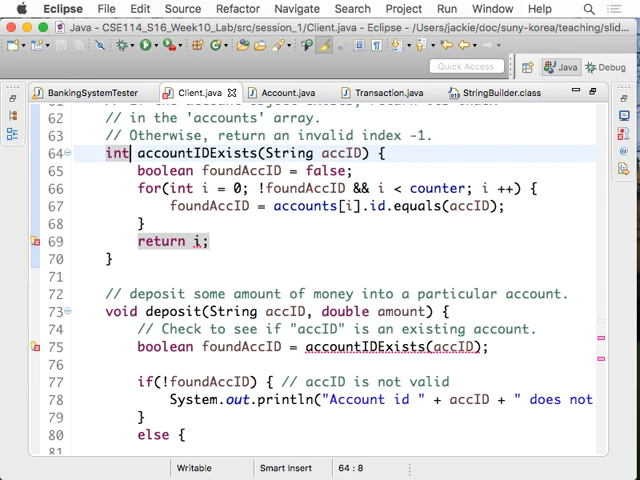 Eclipse File Edit Source Refactor Navigate Search Project Run Window Help
Java - CSE114_S16_Week10_Lab/src/session_1/Client.java - Eclipse - /Users/jackie/doc/suny-korea/teaching/slid
Quick Access
Java
Debug
BankingSystemTester
Client.java
Account.java
Transaction.java
StringBuilder.class
62 // in the 'accounts' array.
63 // Otherwise, return an invalid index -1.
64 int accountIDExists(String accID) {
65 boolean foundAccID = false;
66 for(int i = 0; !foundAccID && i < counter; i ++) {
67 foundAccID = accounts[i].id.equals(accID);
68 }
69 return i;
70 }
71
72 // deposit some amount of money into a particular account.
73 void deposit(String accID, double amount) {
74 // Check to see if "accID" is an existing account.
75 boolean foundAccID = accountIDExists(accID);
76
77 if(!foundAccID) { // accID is not valid
78 System.out.println("Account id " + accID + " does not
79 }
80 else {
81
Writable
Smart Insert
64 : 8